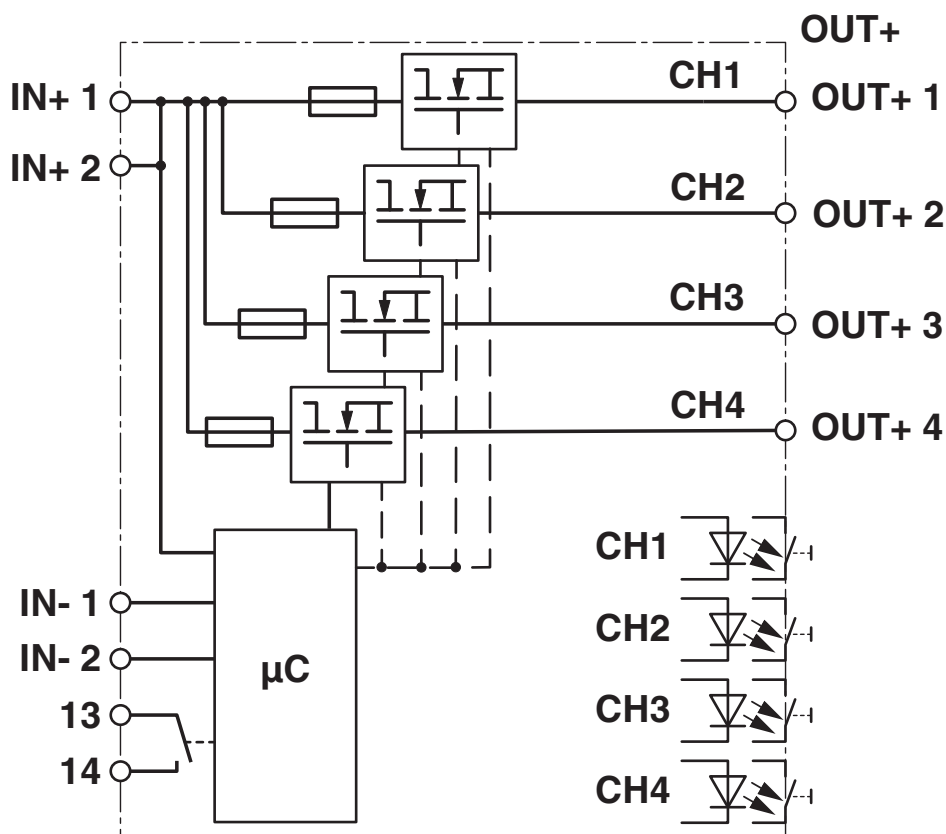 OUT+
IN+ 1
CH1
OUT+ 1
IN+ 2
CH2
OUT+ 2
CH3
OUT+ 3
CH4
OUT+ 4
CH1
IN- 1
CH2
IN- 2
µC
13
CH3
14
CH4